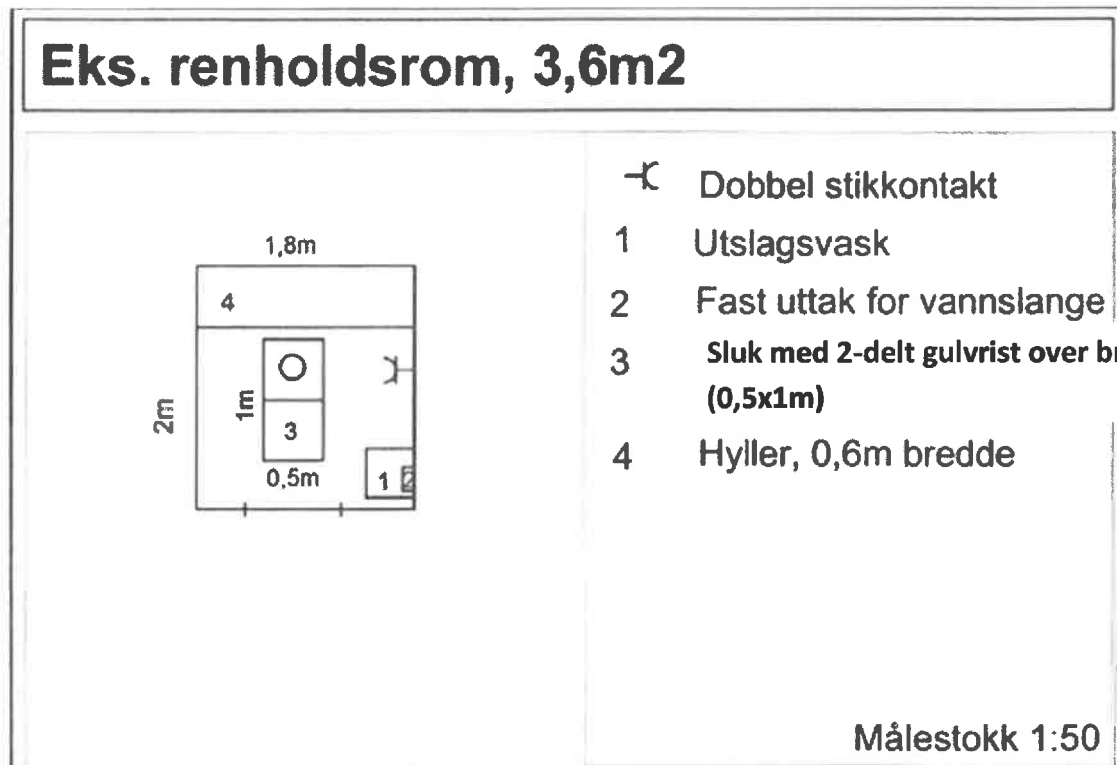 Eks. renholdsrom, 3,6m2
1,8m
4
2m
1m
3
0,5m
1
2
Dobbel stikkontakt
1 Utslagsvask
2 Fast uttak for vannslange
3 Sluk med 2-delt gulvrist over
(0,5x1m)
4 Hyller, 0,6m bredde
Målestokk 1:50